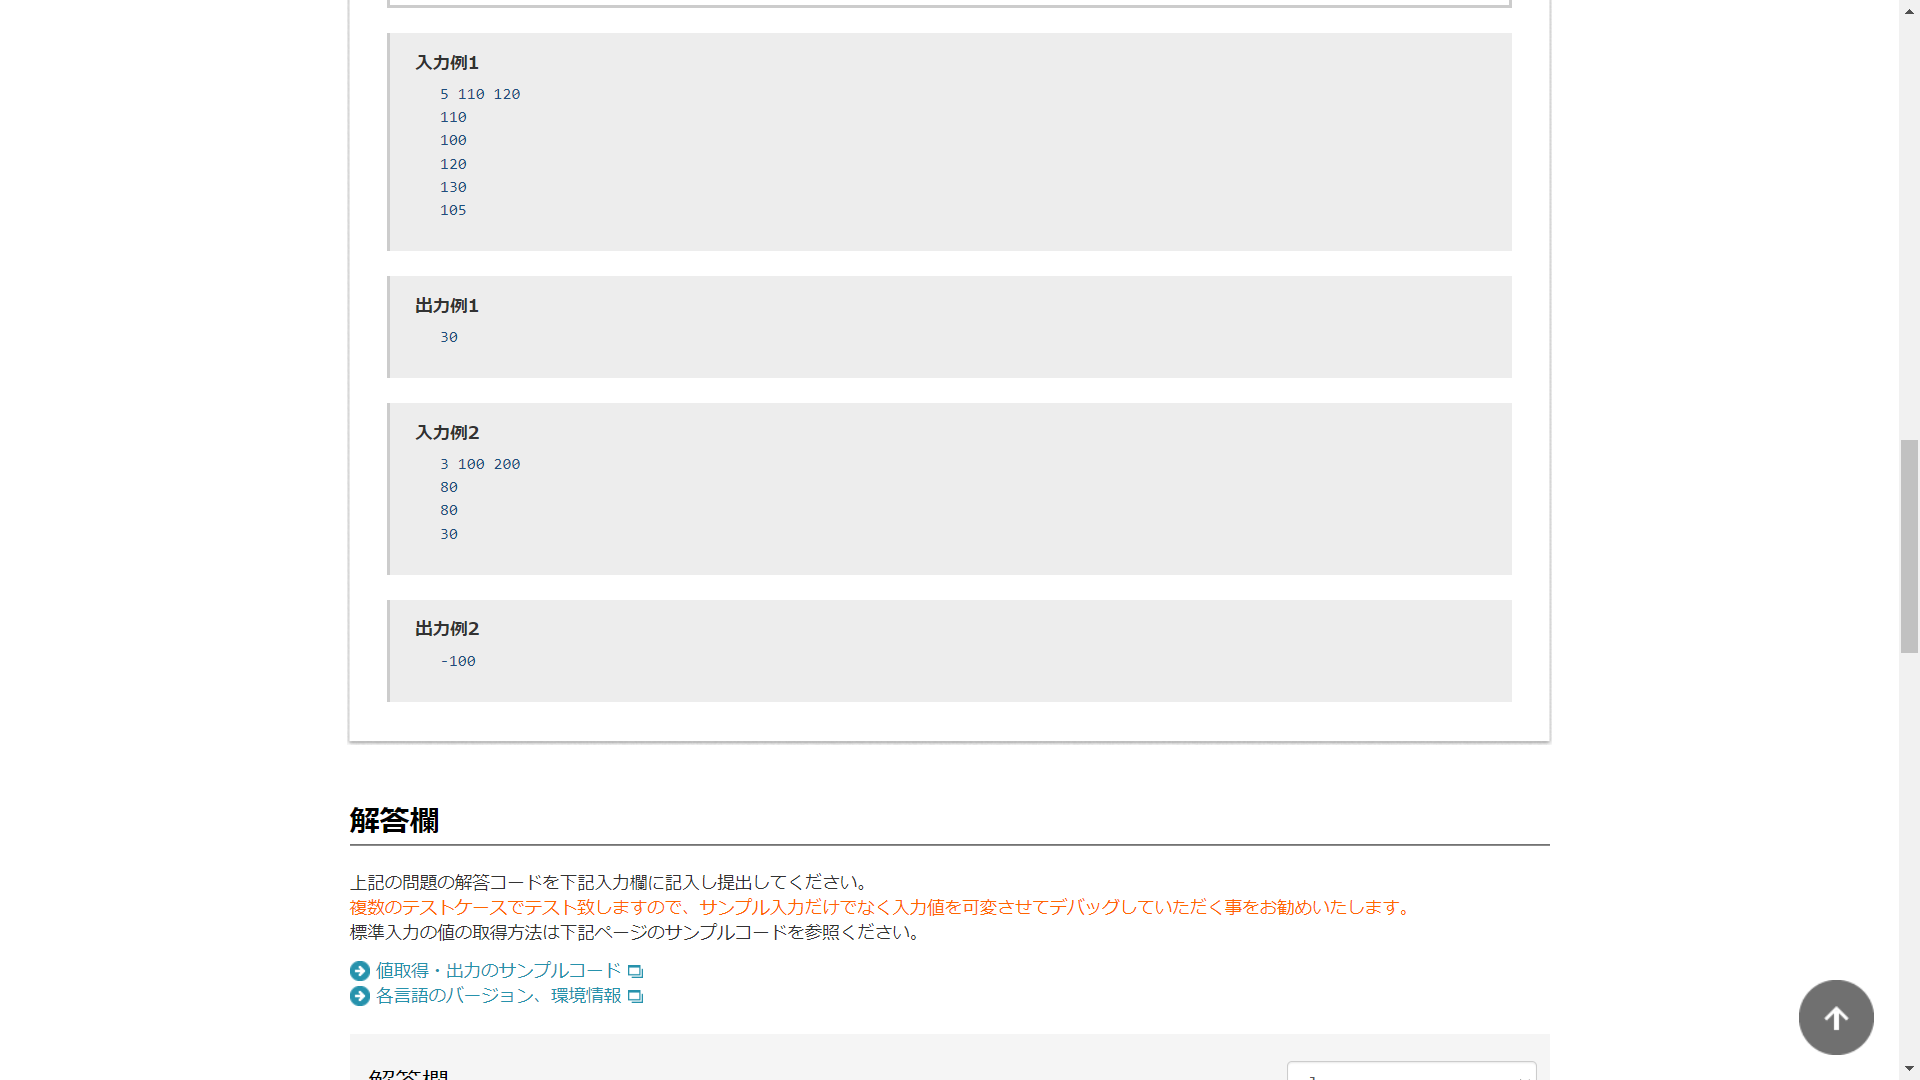 入力例1
5 110 120
110
100
120
130
105
出力例1
30
入力例2
3 100 200
80
80
30
出力例2
-100
解答欄
上記の問題の解答コードを下記入力欄に記入し提出してください。
複数のテストケースでテスト致しますので、サンプル入力だけでなく入力値を可変させてデバッグしていただく事をお勧めいたします。
標準入力の値の取得方法は下記ページのサンプルコードを参照ください。
値取得・出力のサンプルコード
各言語のバージョン、環境情報
解答欄